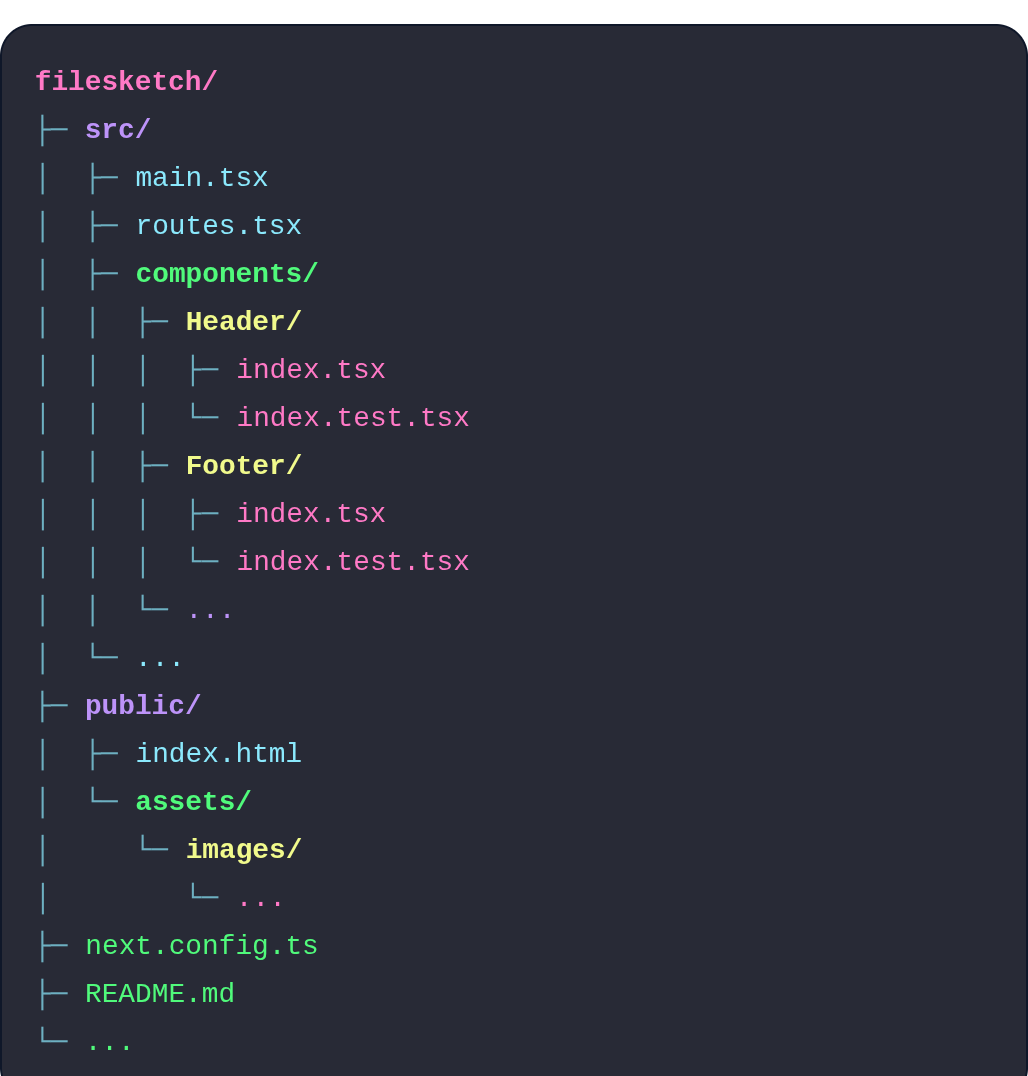 filesketch/
├─ src/
│  ├─ main.tsx
│  ├─ routes.tsx
│  ├─ components/
│  │  ├─ Header/
│  │  │  ├─ index.tsx
│  │  │  └─ index.test.tsx
│  │  ├─ Footer/
│  │  │  ├─ index.tsx
│  │  │  └─ index.test.tsx
│  │  └─ ...
│  └─ ...
├─ public/
│  ├─ index.html
│  └─ assets/
│     └─ images/
│        └─ ...
├─ next.config.ts
├─ README.md
└─ ...